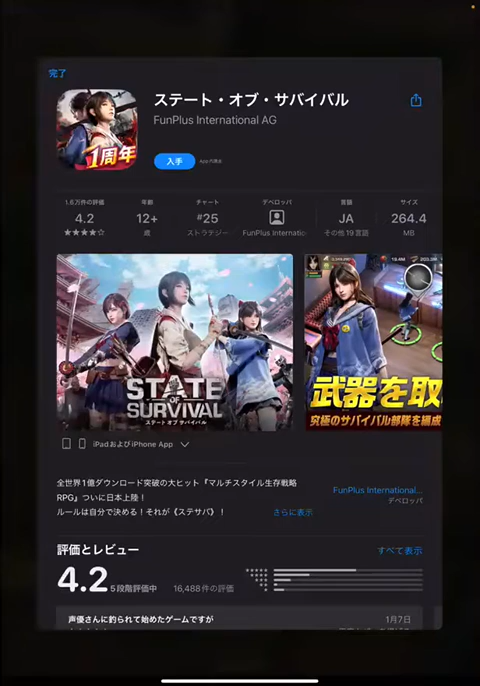 完了
ステート・オブ・サバイバル
FunPlus International AG
1周年
入手
App内課金
1.6万件の評価
年齢
チャート
デベロッパ
言語
サイズ
4.2
12+
#25
JA
264.4
★★★★☆
歳
ストラテジー
FunPlus Internatio
その他 19 言語
MB
STATE
OF
SURVIVAL
ステート オブ サバイバル
武器を取
究極のサバイバル部隊を編成
iPadおよびiPhone App
全世界1億ダウンロード突破の大ヒット『マルチスタイル生存戦略
RPG』ついに日本上陸！
ルールは自分で決める！それが《ステサバ》！
さらに表示
FunPlus International...
デベロッパ
評価とレビュー
すべて表示
4.2
5段階評価中
16,488 件の評価
声優さんに釣られて始めたゲームですが
1月7日